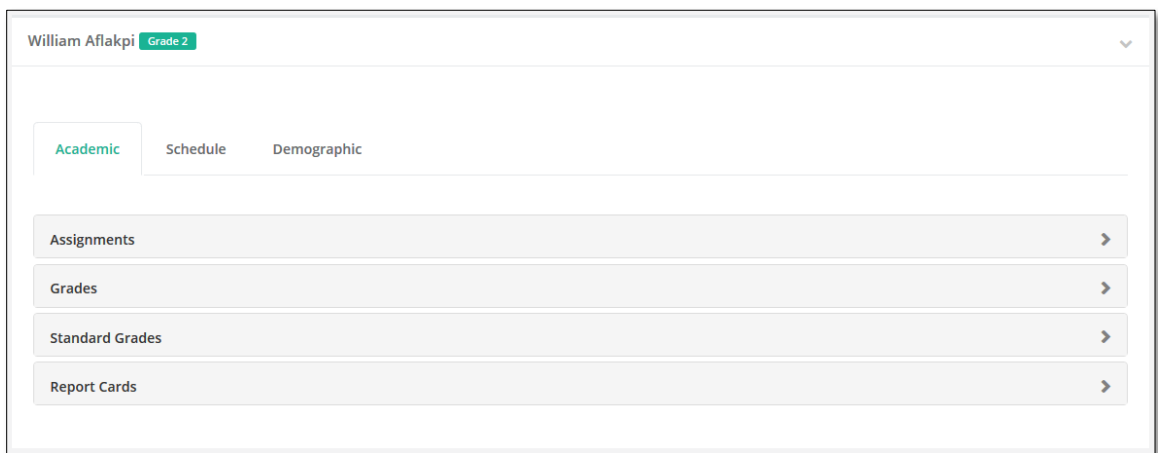 William Aflakpi Grade 2
Academic Schedule Demographic
Assignments
Grades
Standard Grades
Report Cards